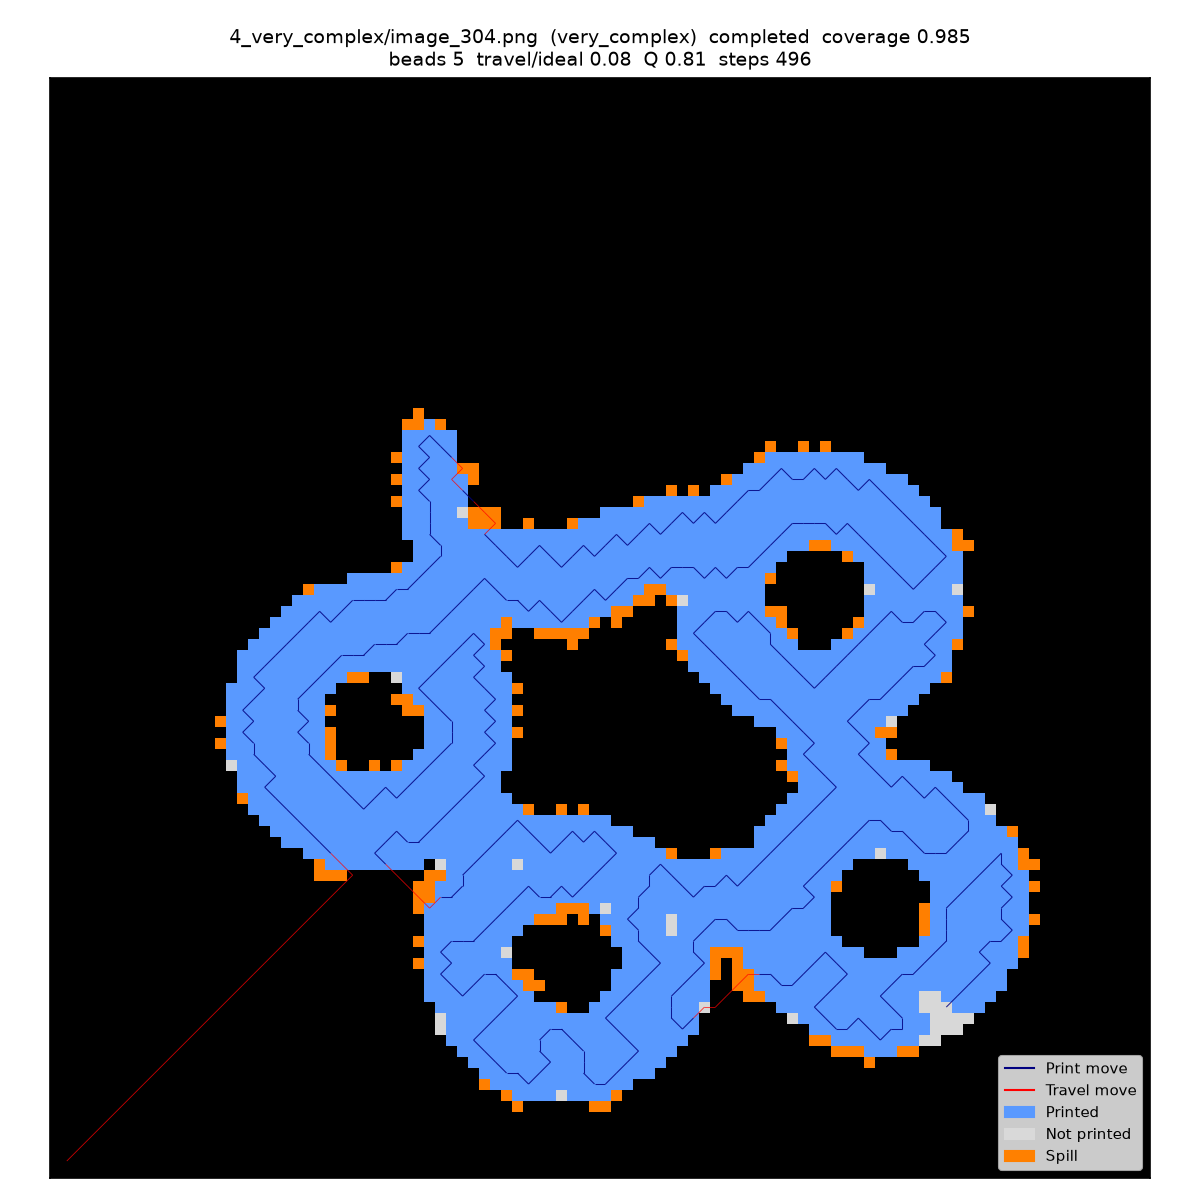 4_very_complex/image_304.png  (very_complex)  completed  coverage 0.985
beads 5  travel/ideal 0.08  Q 0.81  steps 496
Print move
Travel move
Printed
Not printed
Spill